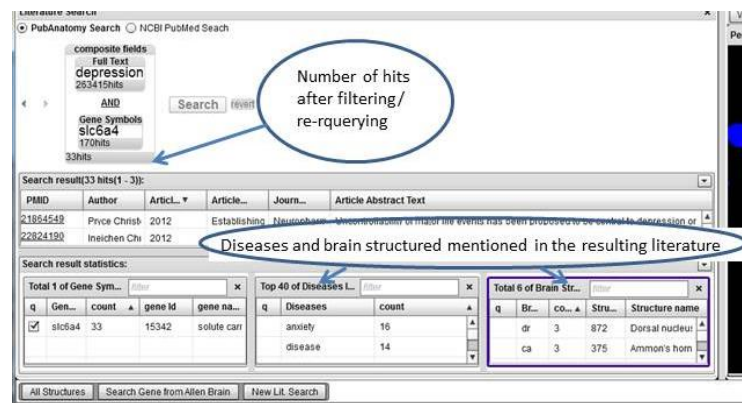 Literature Search x
PubAnatomy Search NCBI PubMed Seach
composite fields
Full Text
depression
263415hits
AND
Gene Symbols
slc6a4
170hits
33hits
Search revert
Number of hits
after filtering/
re-rquerying
Search result(33 hits(1 - 3)):
PMID Author Articl... Article... Journ... Article Abstract Text
21864549 Pryce Christ 2012 Establishing Neuropharm Uncontrollability of major life events has been proposed to be central to depression or
22824190 Ineichen Chr 2012
Diseases and brain structured mentioned in the resulting literature
Search result statistics:
Total 1 of Gene Sym... filter x
q Gen... count gene Id gene na...
slc6a4 33 15342 solute carr
Top 40 of Diseases I... filter x
q Diseases count
anxiety 16
disease 14
Total 6 of Brain Str... filter x
q Br... co... Stru... Structure name
dr 3 872 Dorsal nucleus
ca 3 375 Ammon's horn
All Structures Search Gene from Allen Brain New Lit. Search